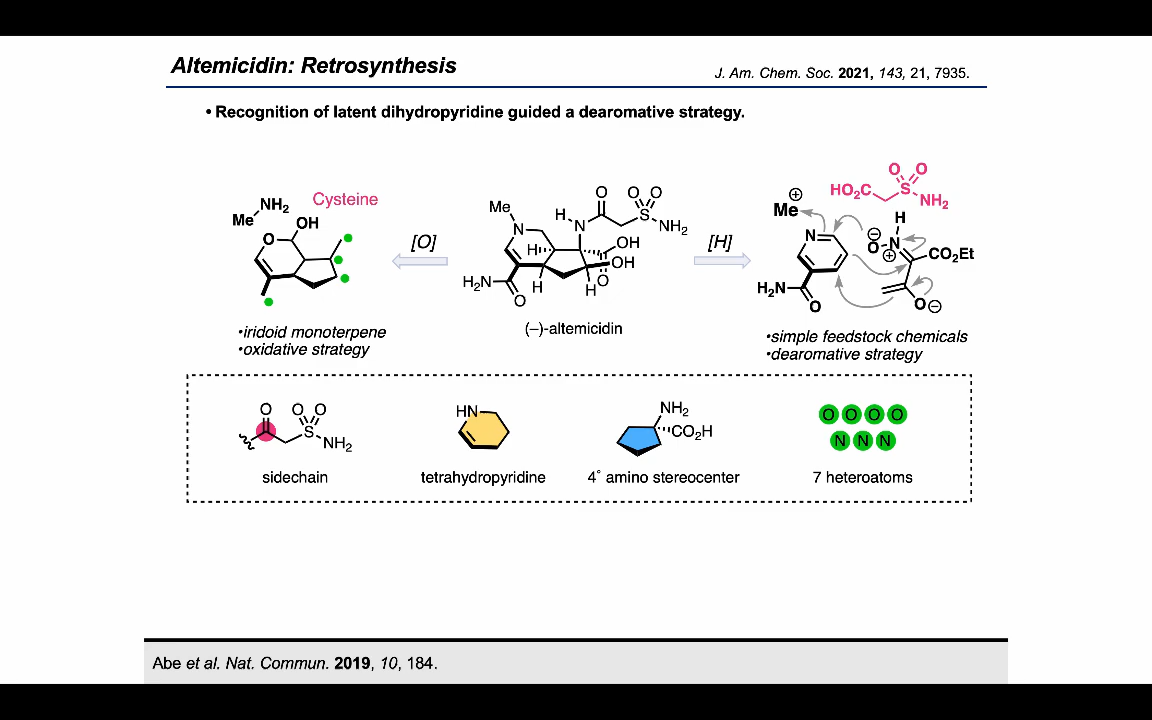 Altemicidin: Retrosynthesis
J. Am. Chem. Soc. 2021, 143, 21, 7935.
• Recognition of latent dihydropyridine guided a dearomative strategy.
Me
NH2
Cysteine
O
OH
[O]
Me
N
H
N
O
O
O
S
NH2
H
OH
OH
H2N
O
H
H
O
(–)-altemicidin
[H]
HO2C
O
O
S
NH2
Me
⊕
N
H2N
O
H
⊖
O
N
⊕
CO2Et
O
⊖
•iridoid monoterpene
•oxidative strategy
•simple feedstock chemicals
•dearomative strategy
O
O
O
S
NH2
HN
NH2
CO2H
O O O O
N N N
sidechain
tetrahydropyridine
4° amino stereocenter
7 heteroatoms
Abe et al. Nat. Commun. 2019, 10, 184.